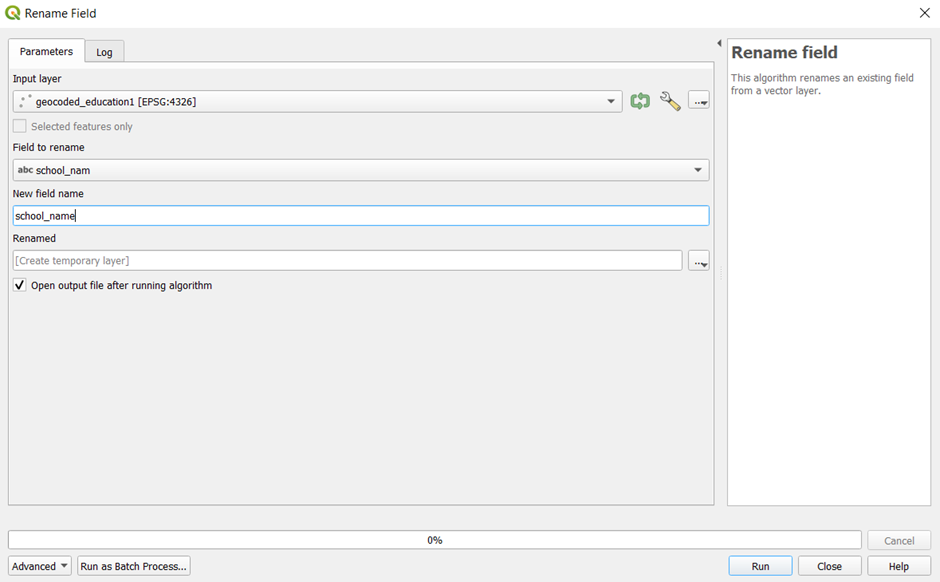 Rename Field
Parameters
Log
Input layer
geocoded_education1 [EPSG:4326]
...
Selected features only
Field to rename
abc school_nam
New field name
school_name
Renamed
[Create temporary layer]
...
Open output file after running algorithm
Rename field
This algorithm renames an existing field
from a vector layer.
0%
Cancel
Advanced
Run as Batch Process...
Run
Close
Help